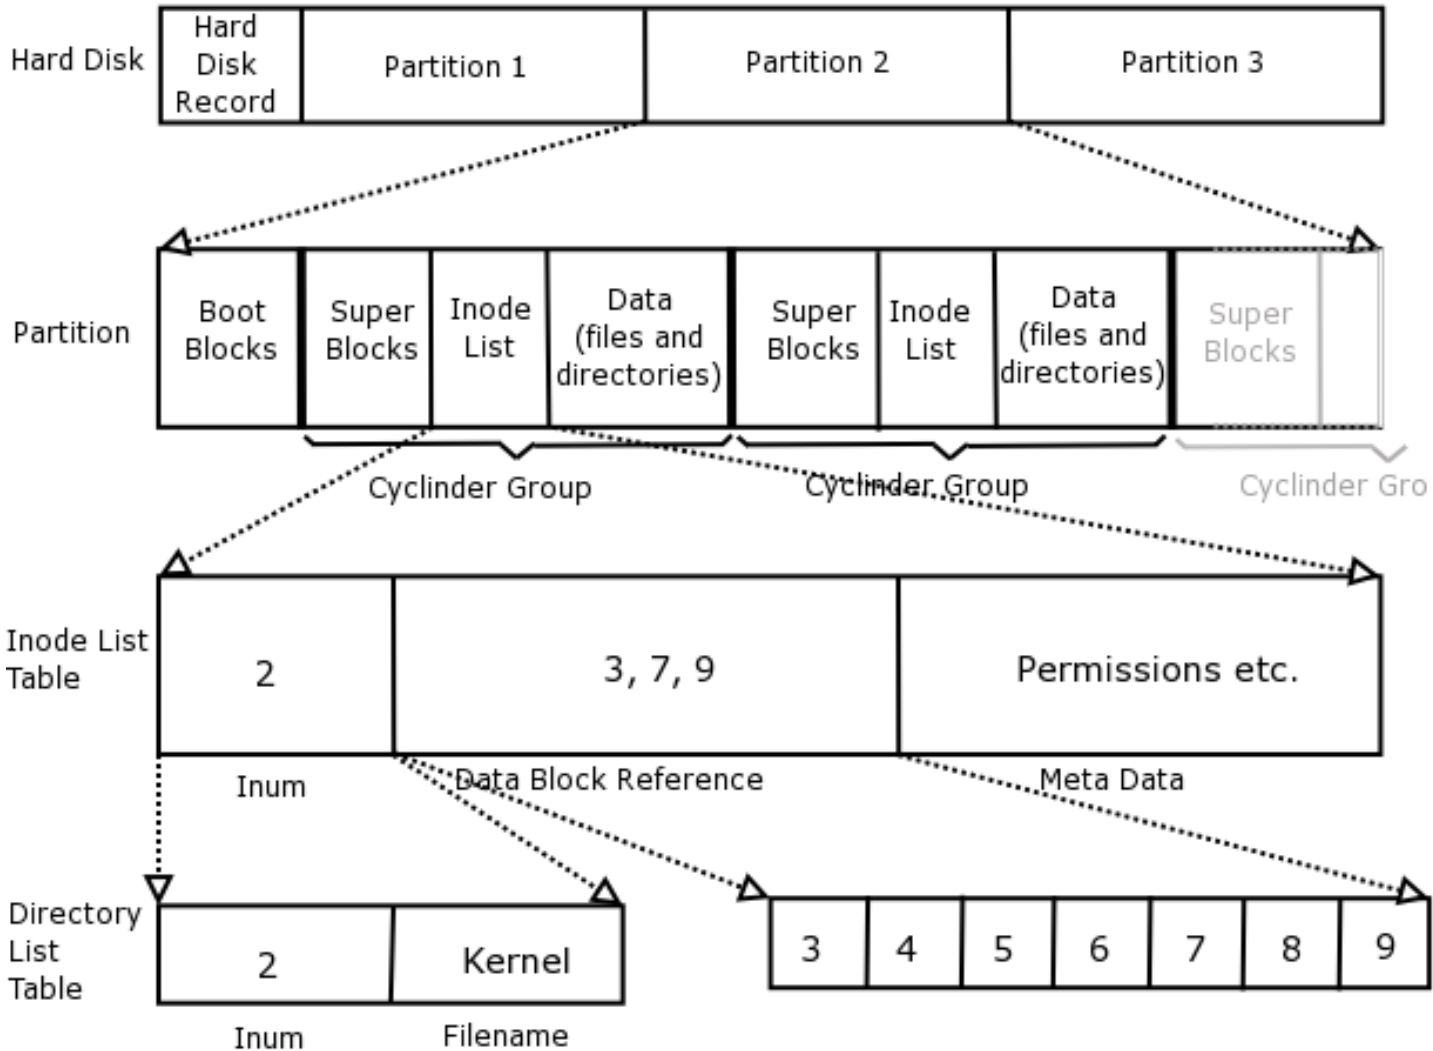 Hard Disk
Hard
Disk
Record
Partition 1
Partition 2
Partition 3
Partition
Boot
Blocks
Super
Blocks
Inode
List
Data
(files and
directories)
Super
Blocks
Inode
List
Data
(files and
directories)
Super
Blocks
Cyclinder Group
Cyclinder Group
Cyclinder Gro
Inode List
Table
2
3, 7, 9
Permissions etc.
Inum
Data Block Reference
Meta Data
Directory
List
Table
2
Kernel
3
4
5
6
7
8
9
Inum
Filename